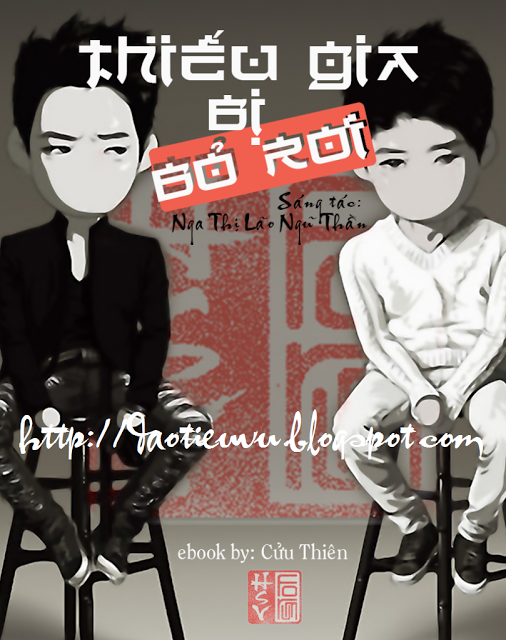 thiếu gia
Bị
BỎ RƠI
Sáng tác:
Nga Thị Lão Ngũ Thần
http://daotieuvu.blogspot.com
ebook by: Cửu Thiên